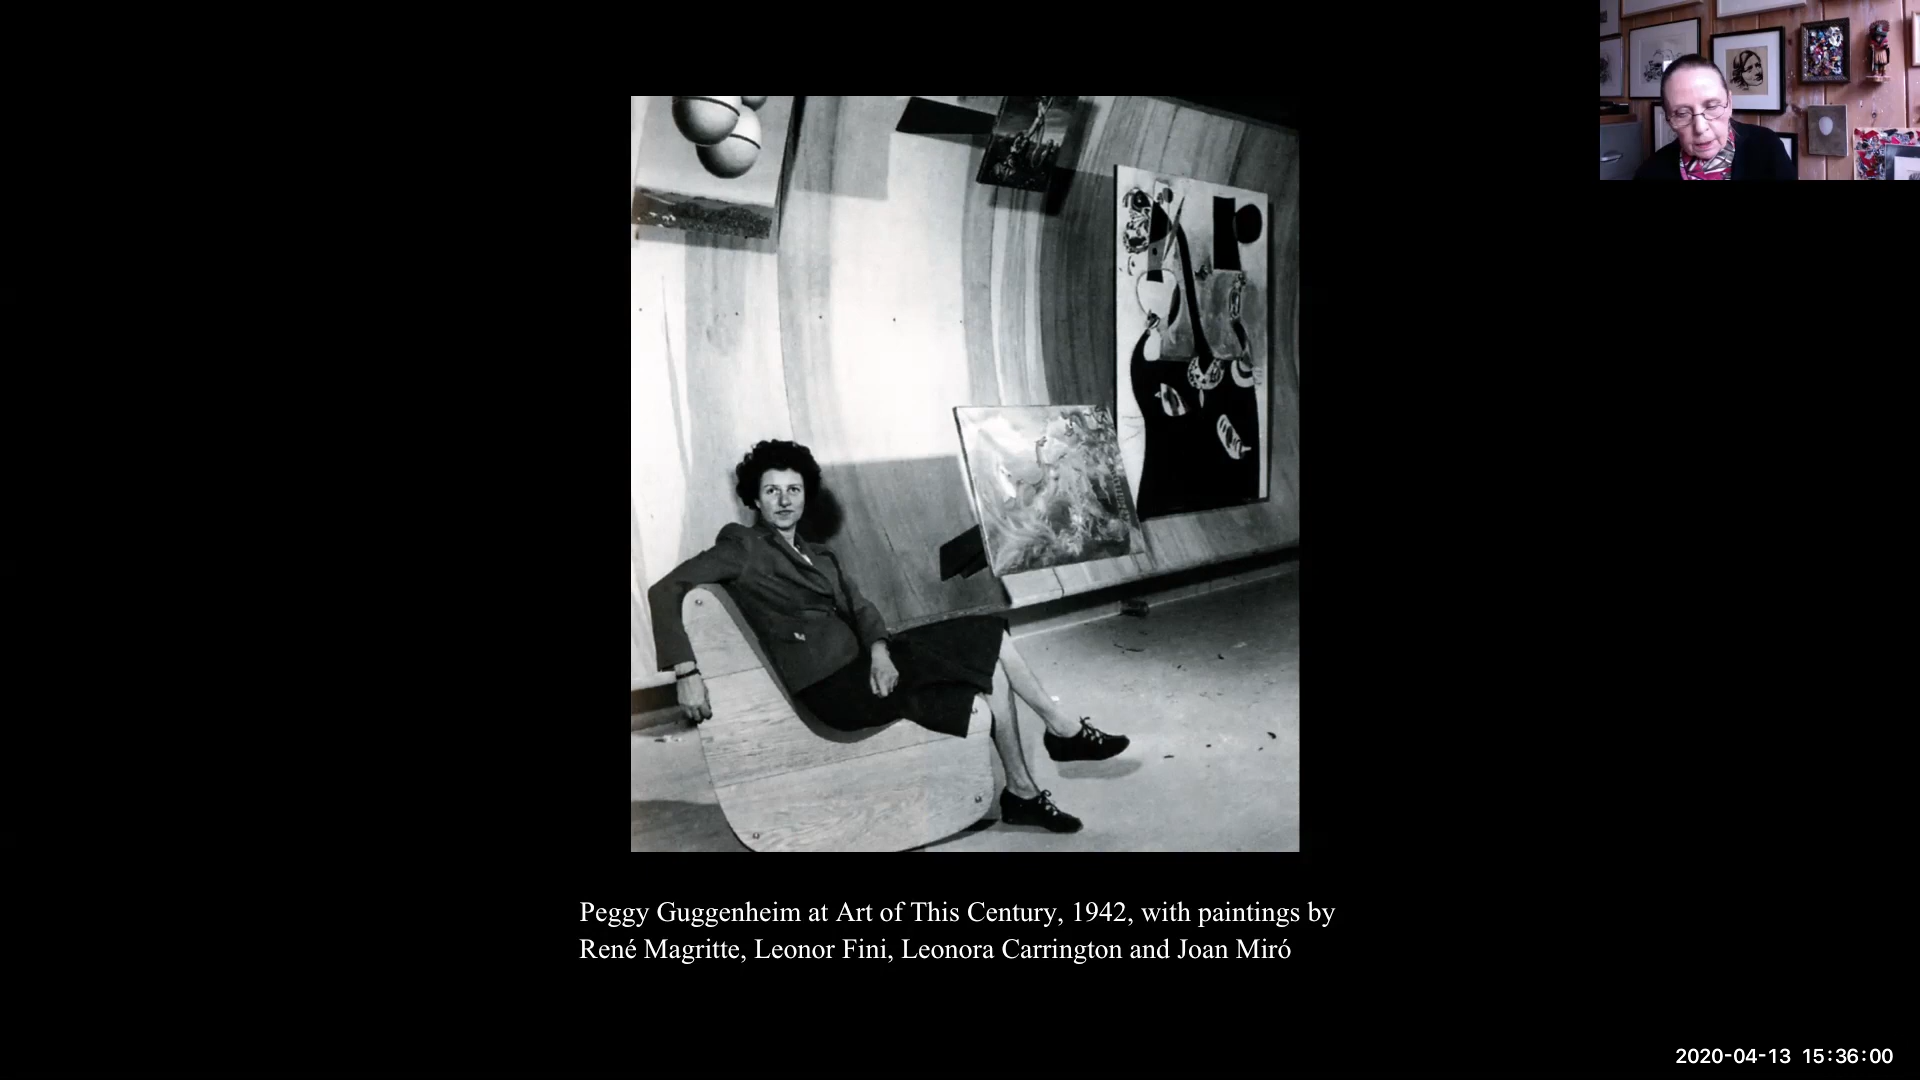 Peggy Guggenheim at Art of This Century, 1942, with paintings by
René Magritte, Leonor Fini, Leonora Carrington and Joan Miró
2020-04-13 15:36:00